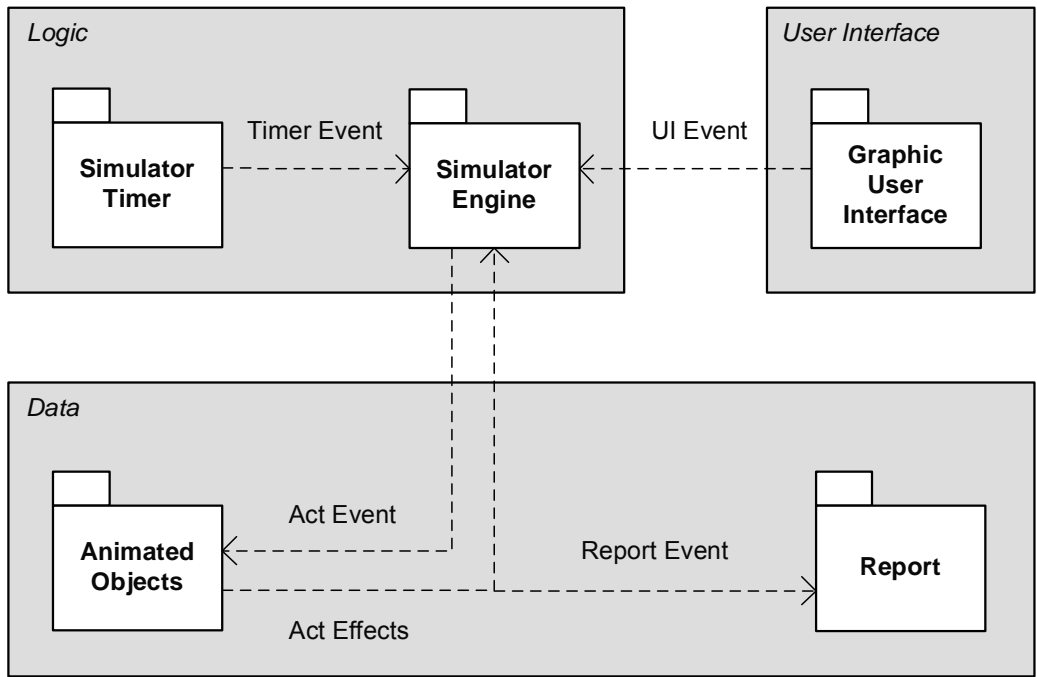 Logic
User Interface
Timer Event
UI Event
Simulator
Timer
Simulator
Engine
Graphic
User
Interface
Data
Act Event
Report Event
Animated
Objects
Report
Act Effects